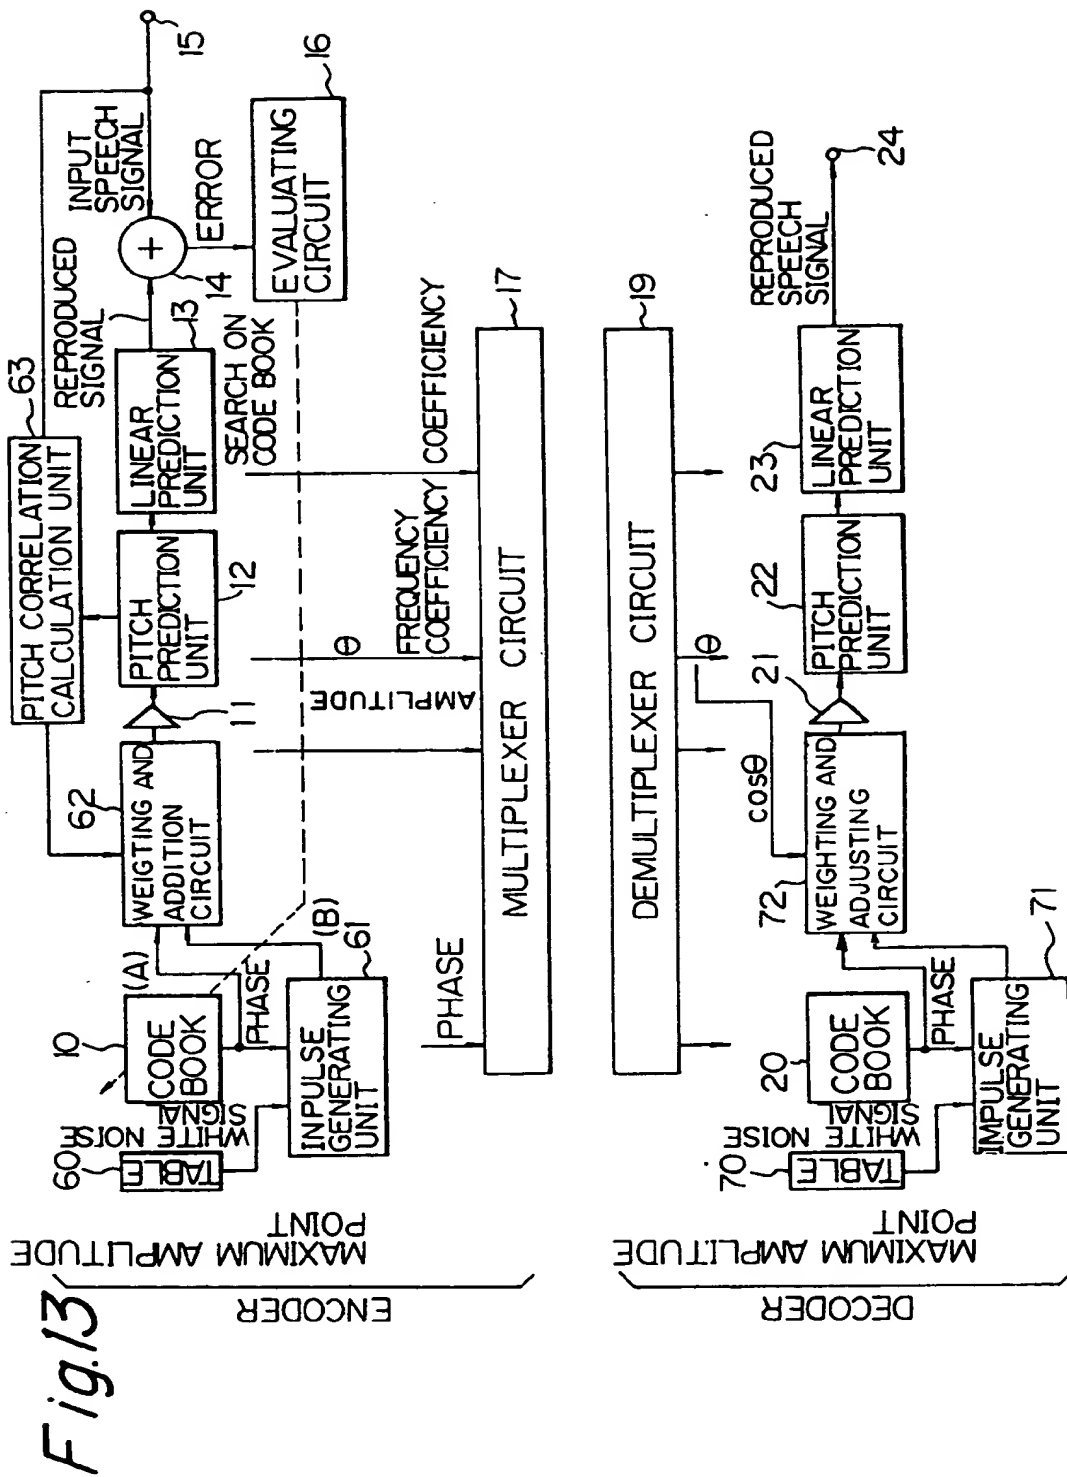 Fig.13
ENCODER
MAXIMUM AMPLITUDE
POINT
60
TABLE
WHITE NOISE
SIGNAL
10
CODE
BOOK
(A)
PHASE
INPULSE
GENERATING
UNIT
61
(B)
62
WEIGTING AND
ADDITION
CIRCUIT
11
PITCH CORRELATION
CALCULATION UNIT
63
PITCH
PREDICTION
UNIT
12
LINEAR
PREDICTION
UNIT
13
REPRODUCED
SIGNAL
14
+
INPUT
SPEECH
SIGNAL
15
ERROR
EVALUATING
CIRCUIT
16
SEARCH ON
CODE BOOK
PHASE
AMPLITUDE
θ
FREQUENCY
COEFFICIENCY
COEFFICIENCY
MULTIPLEXER CIRCUIT
17
DECODER
MAXIMUM AMPLITUDE
POINT
DEMULTIPLEXER CIRCUIT
19
θ
cosθ
70
TABLE
WHITE NOISE
SIGNAL
20
CODE
BOOK
PHASE
IMPULSE
GENERATING
UNIT
71
72
WEIGHTING AND
ADJUSTING
CIRCUIT
21
22
PITCH
PREDICTION
UNIT
23
LINEAR
PREDICTION
UNIT
REPRODUCED
SPEECH
SIGNAL
24